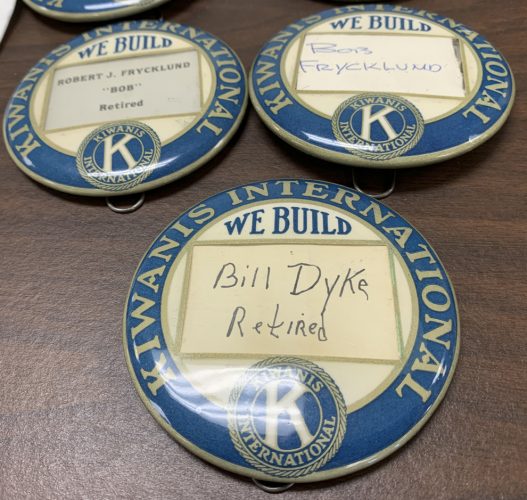 KIWANIS INTERNATIONAL
WE BUILD
ROBERT J. FRYCKLUND
"BOB"
Retired
KIWANIS
K
INTERNATIONAL
KIWANIS INTERNATIONAL
WE BUILD
BOB
FRYCKLUND
KIWANIS
K
INTERNATIONAL
KIWANIS INTERNATIONAL
WE BUILD
Bill Dyke
Retired
KIWANIS
K
INTERNATIONAL